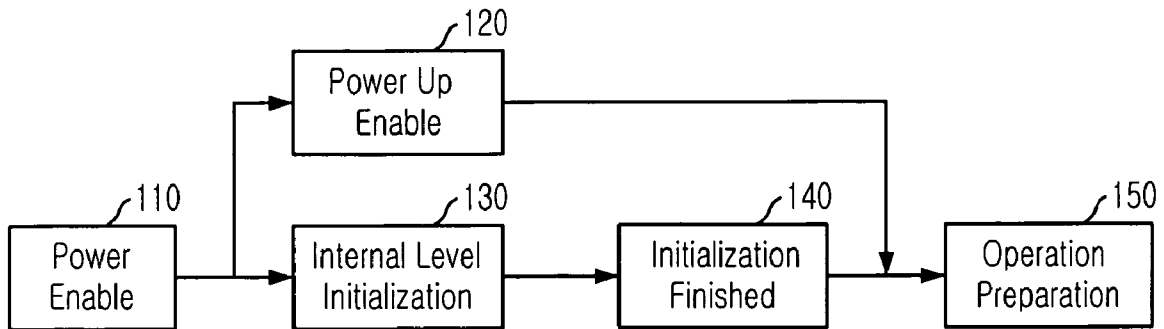 120
Power Up
Enable
110
Power
Enable
130
Internal Level
Initialization
140
Initialization
Finished
150
Operation
Preparation